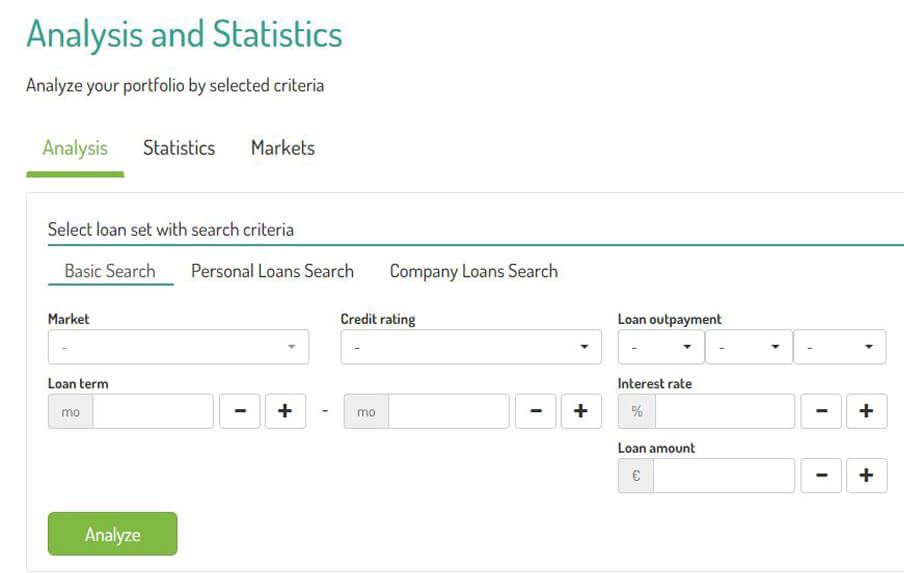 Analysis and Statistics
Analyze your portfolio by selected criteria
Analysis Statistics Markets
Select loan set with search criteria
Basic Search Personal Loans Search Company Loans Search
Market Credit rating Loan outpayment
- - - - -
Loan term Interest rate
mo − + - mo − + % − +
Loan amount
€ − +
Analyze